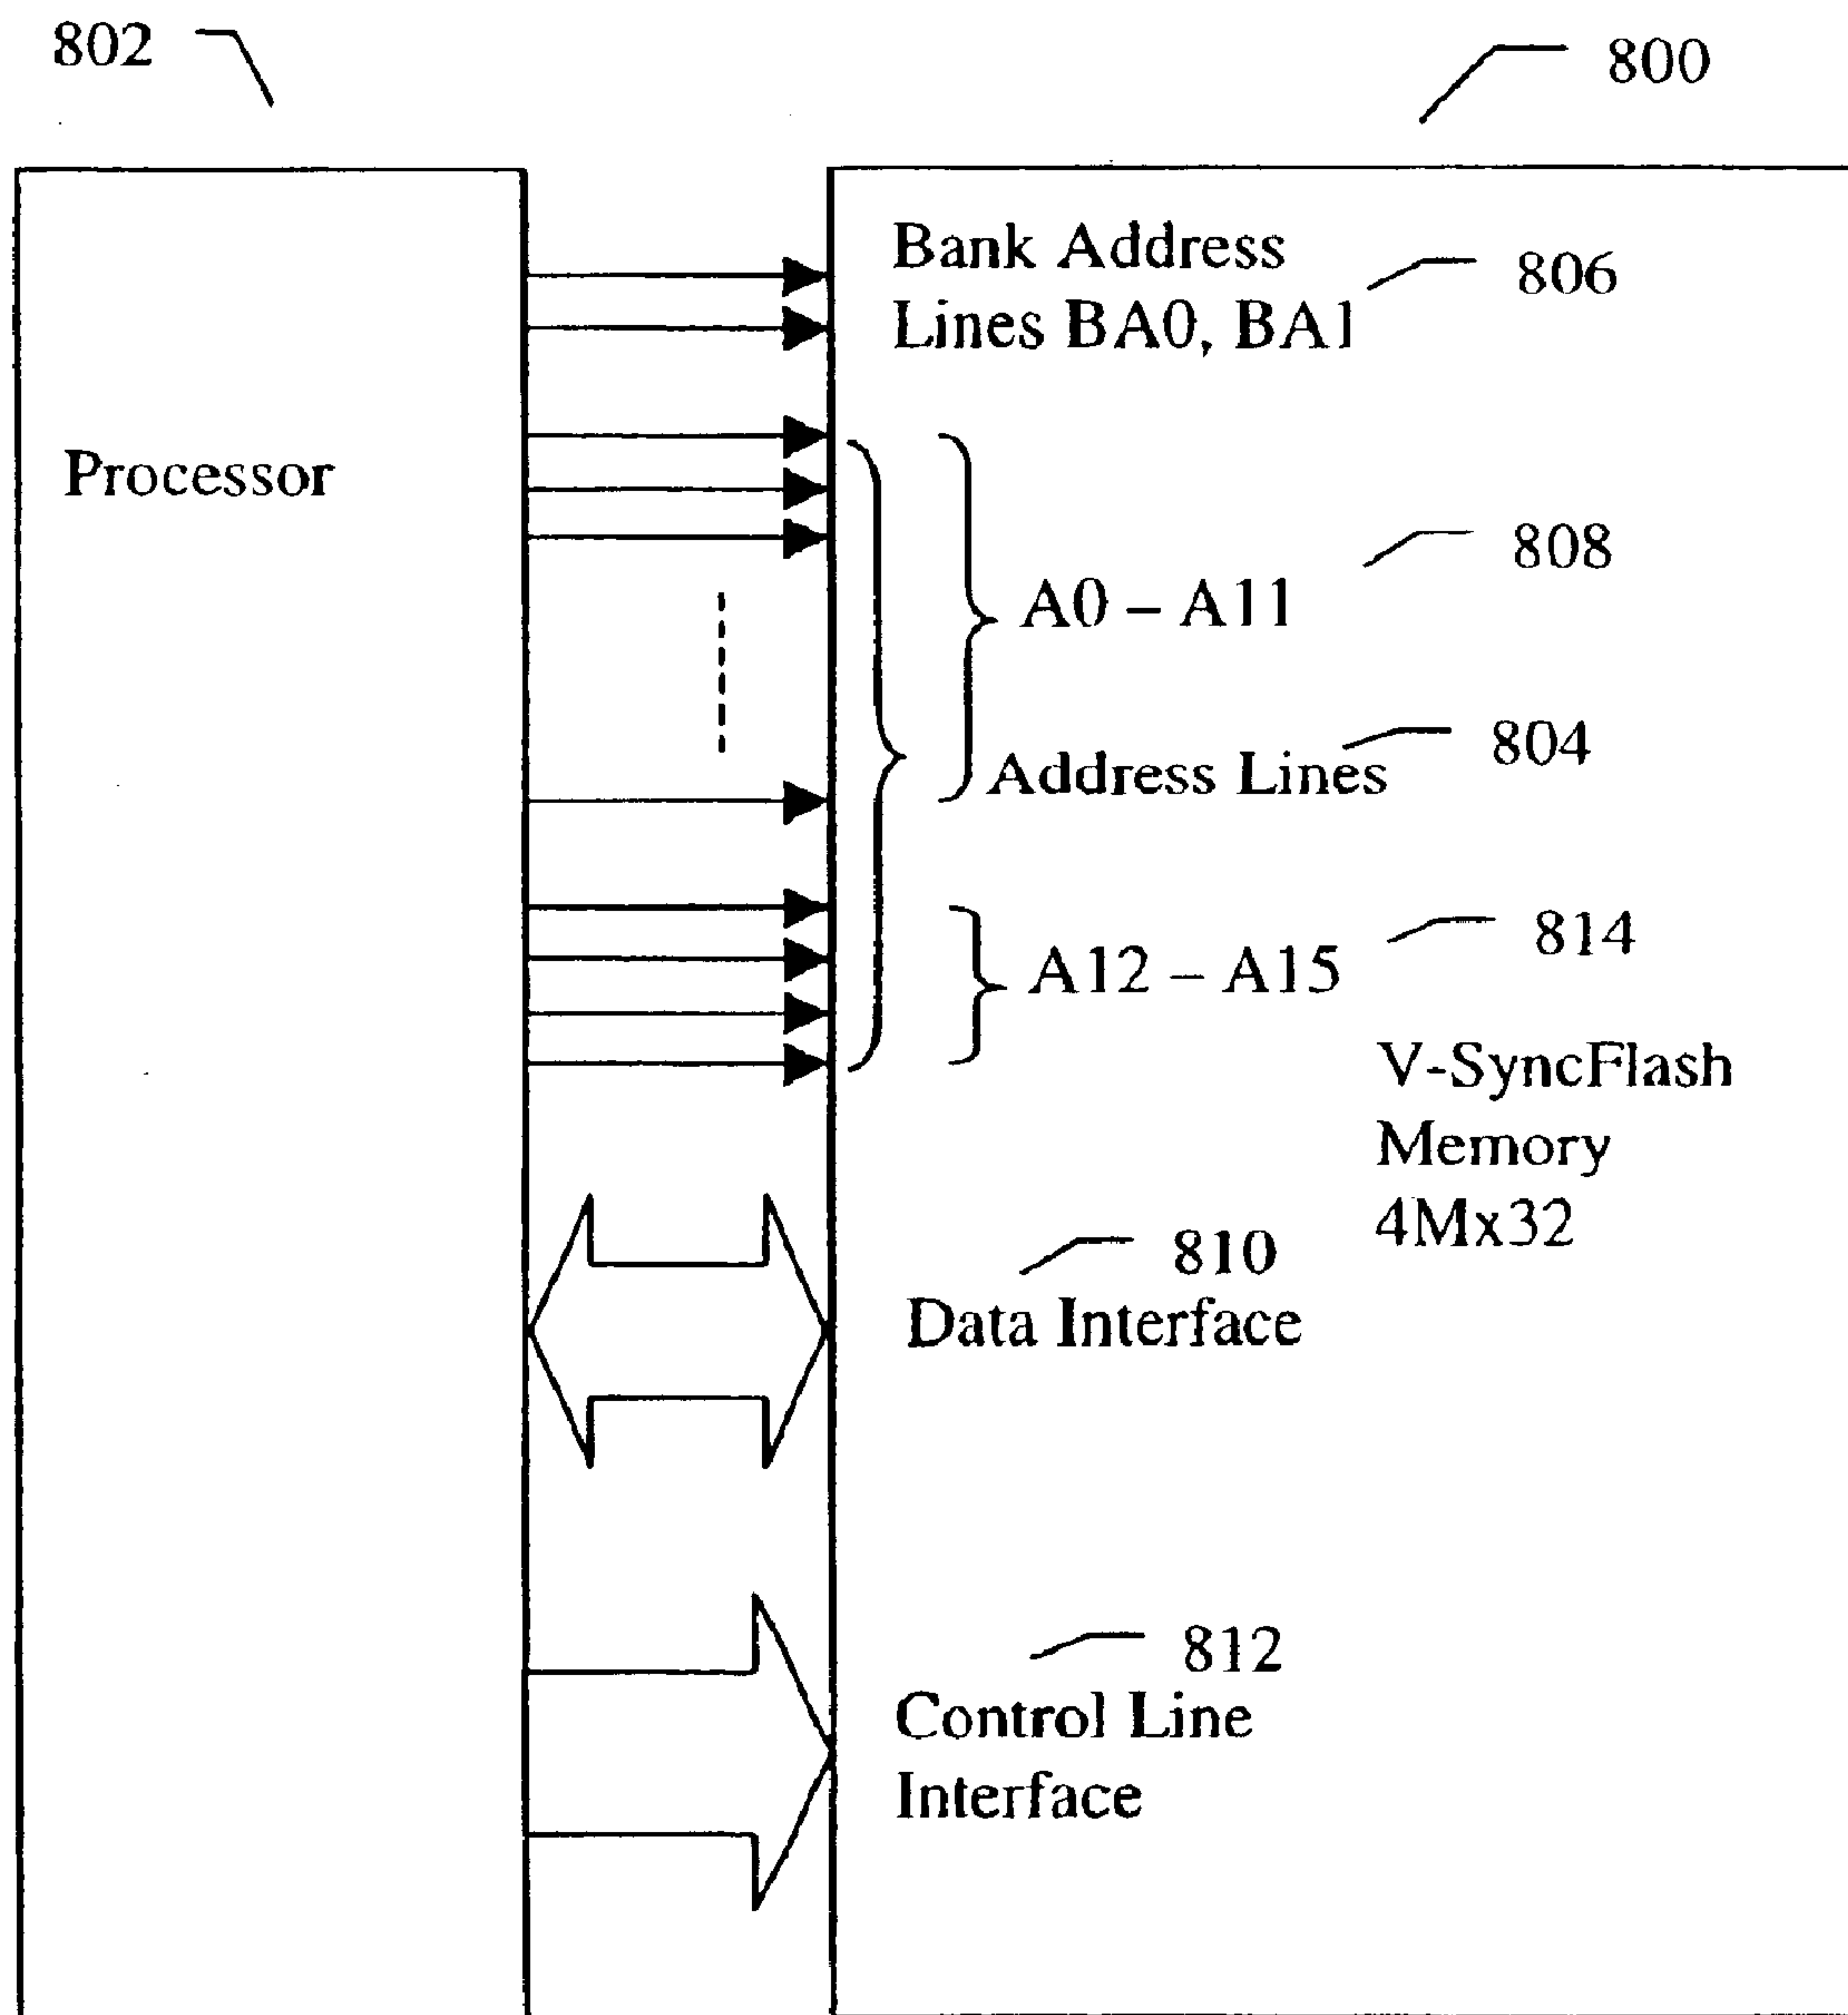 802
800
Bank Address
Lines BA0, BA1
806
Processor
808
A0 – A11
804
Address Lines
814
A12 – A15
V-SyncFlash
Memory
4Mx32
810
Data Interface
812
Control Line
Interface